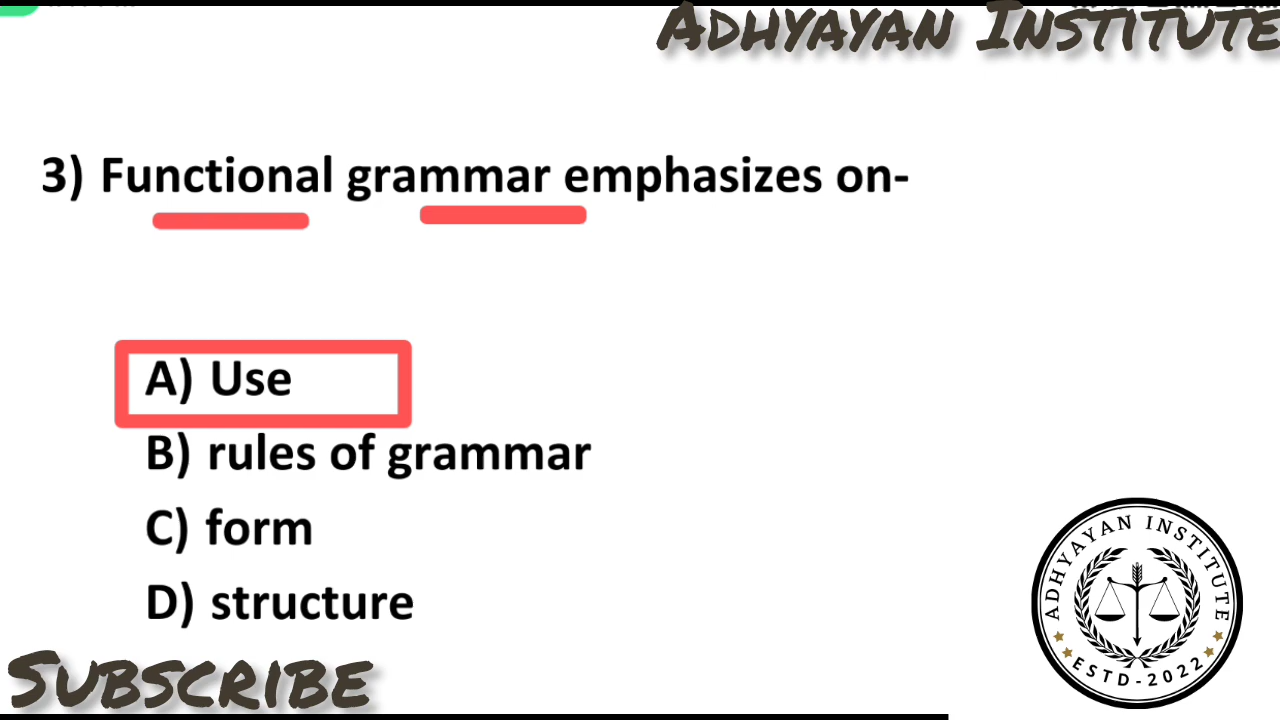 Adhyayan Institute
3) Functional grammar emphasizes on-
A) Use
B) rules of grammar
C) form
D) structure
ADHYAYAN INSTITUTE
ESTD-2022
Subscribe